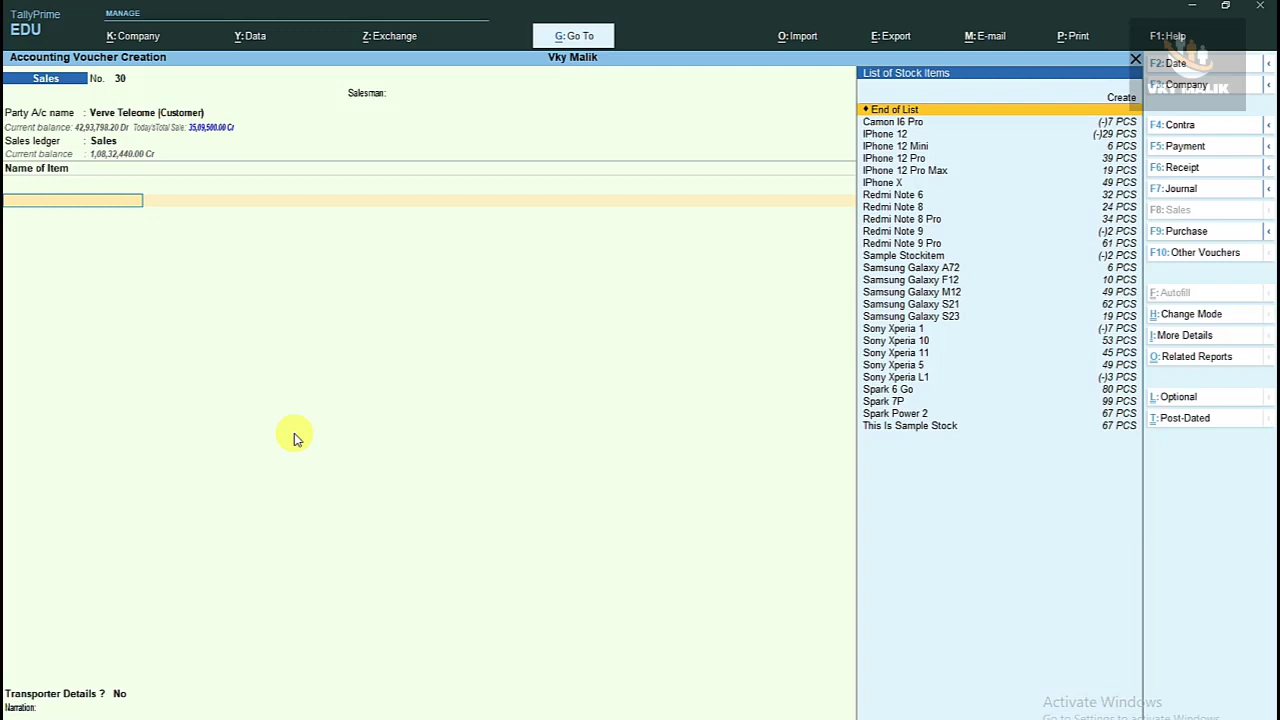 TallyPrime
EDU
MANAGE
K: Company
Y: Data
Z: Exchange
G: Go To
O: Import
E: Export
M: E-mail
P: Print
F1: Help
Accounting Voucher Creation
Vky Malik
Sales No. 30
Salesman:
Party A/c name : Verve Teleome (Customer)
Current balance: 42,93,798.20 Dr Today'sTotal Sale: 35,09,500.00 Cr
Sales ledger : Sales
Current balance : 1,08,32,440.00 Cr
Name of Item
Transporter Details ? No
Narration:
List of Stock Items
Create
♦ End of List
Camon I6 Pro (-)7 PCS
IPhone 12 (-)29 PCS
IPhone 12 Mini 6 PCS
IPhone 12 Pro 39 PCS
IPhone 12 Pro Max 19 PCS
IPhone X 49 PCS
Redmi Note 6 32 PCS
Redmi Note 8 24 PCS
Redmi Note 8 Pro 34 PCS
Redmi Note 9 (-)2 PCS
Redmi Note 9 Pro 61 PCS
Sample Stockitem (-)2 PCS
Samsung Galaxy A72 6 PCS
Samsung Galaxy F12 10 PCS
Samsung Galaxy M12 49 PCS
Samsung Galaxy S21 62 PCS
Samsung Galaxy S23 19 PCS
Sony Xperia 1 (-)7 PCS
Sony Xperia 10 53 PCS
Sony Xperia 11 45 PCS
Sony Xperia 5 49 PCS
Sony Xperia L1 (-)3 PCS
Spark 6 Go 80 PCS
Spark 7P 99 PCS
Spark Power 2 67 PCS
This Is Sample Stock 67 PCS
F2: Date
F3: Company
VKY MALIK
F4: Contra
F5: Payment
F6: Receipt
F7: Journal
F8: Sales
F9: Purchase
F10: Other Vouchers
F: Autofill
H: Change Mode
I: More Details
O: Related Reports
L: Optional
T: Post-Dated
Activate Windows
Go to Settings to activate Windows.